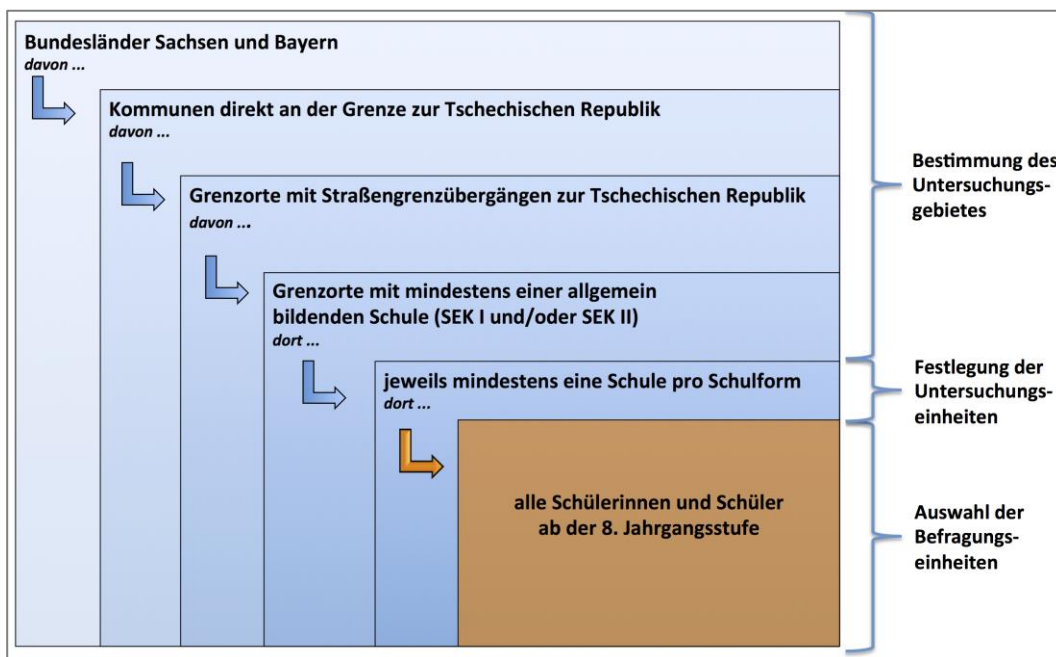 Bundesländer Sachsen und Bayern
davon ...
Kommunen direkt an der Grenze zur Tschechischen Republik
davon ...
Grenzorte mit Straßengrenzübergängen zur Tschechischen Republik
davon ...
Grenzorte mit mindestens einer allgemein
bildenden Schule (SEK I und/oder SEK II)
dort ...
jeweils mindestens eine Schule pro Schulform
dort ...
alle Schülerinnen und Schüler
ab der 8. Jahrgangsstufe
Bestimmung des
Untersuchungs-
gebietes
Festlegung der
Untersuchungs-
einheiten
Auswahl der
Befragungs-
einheiten